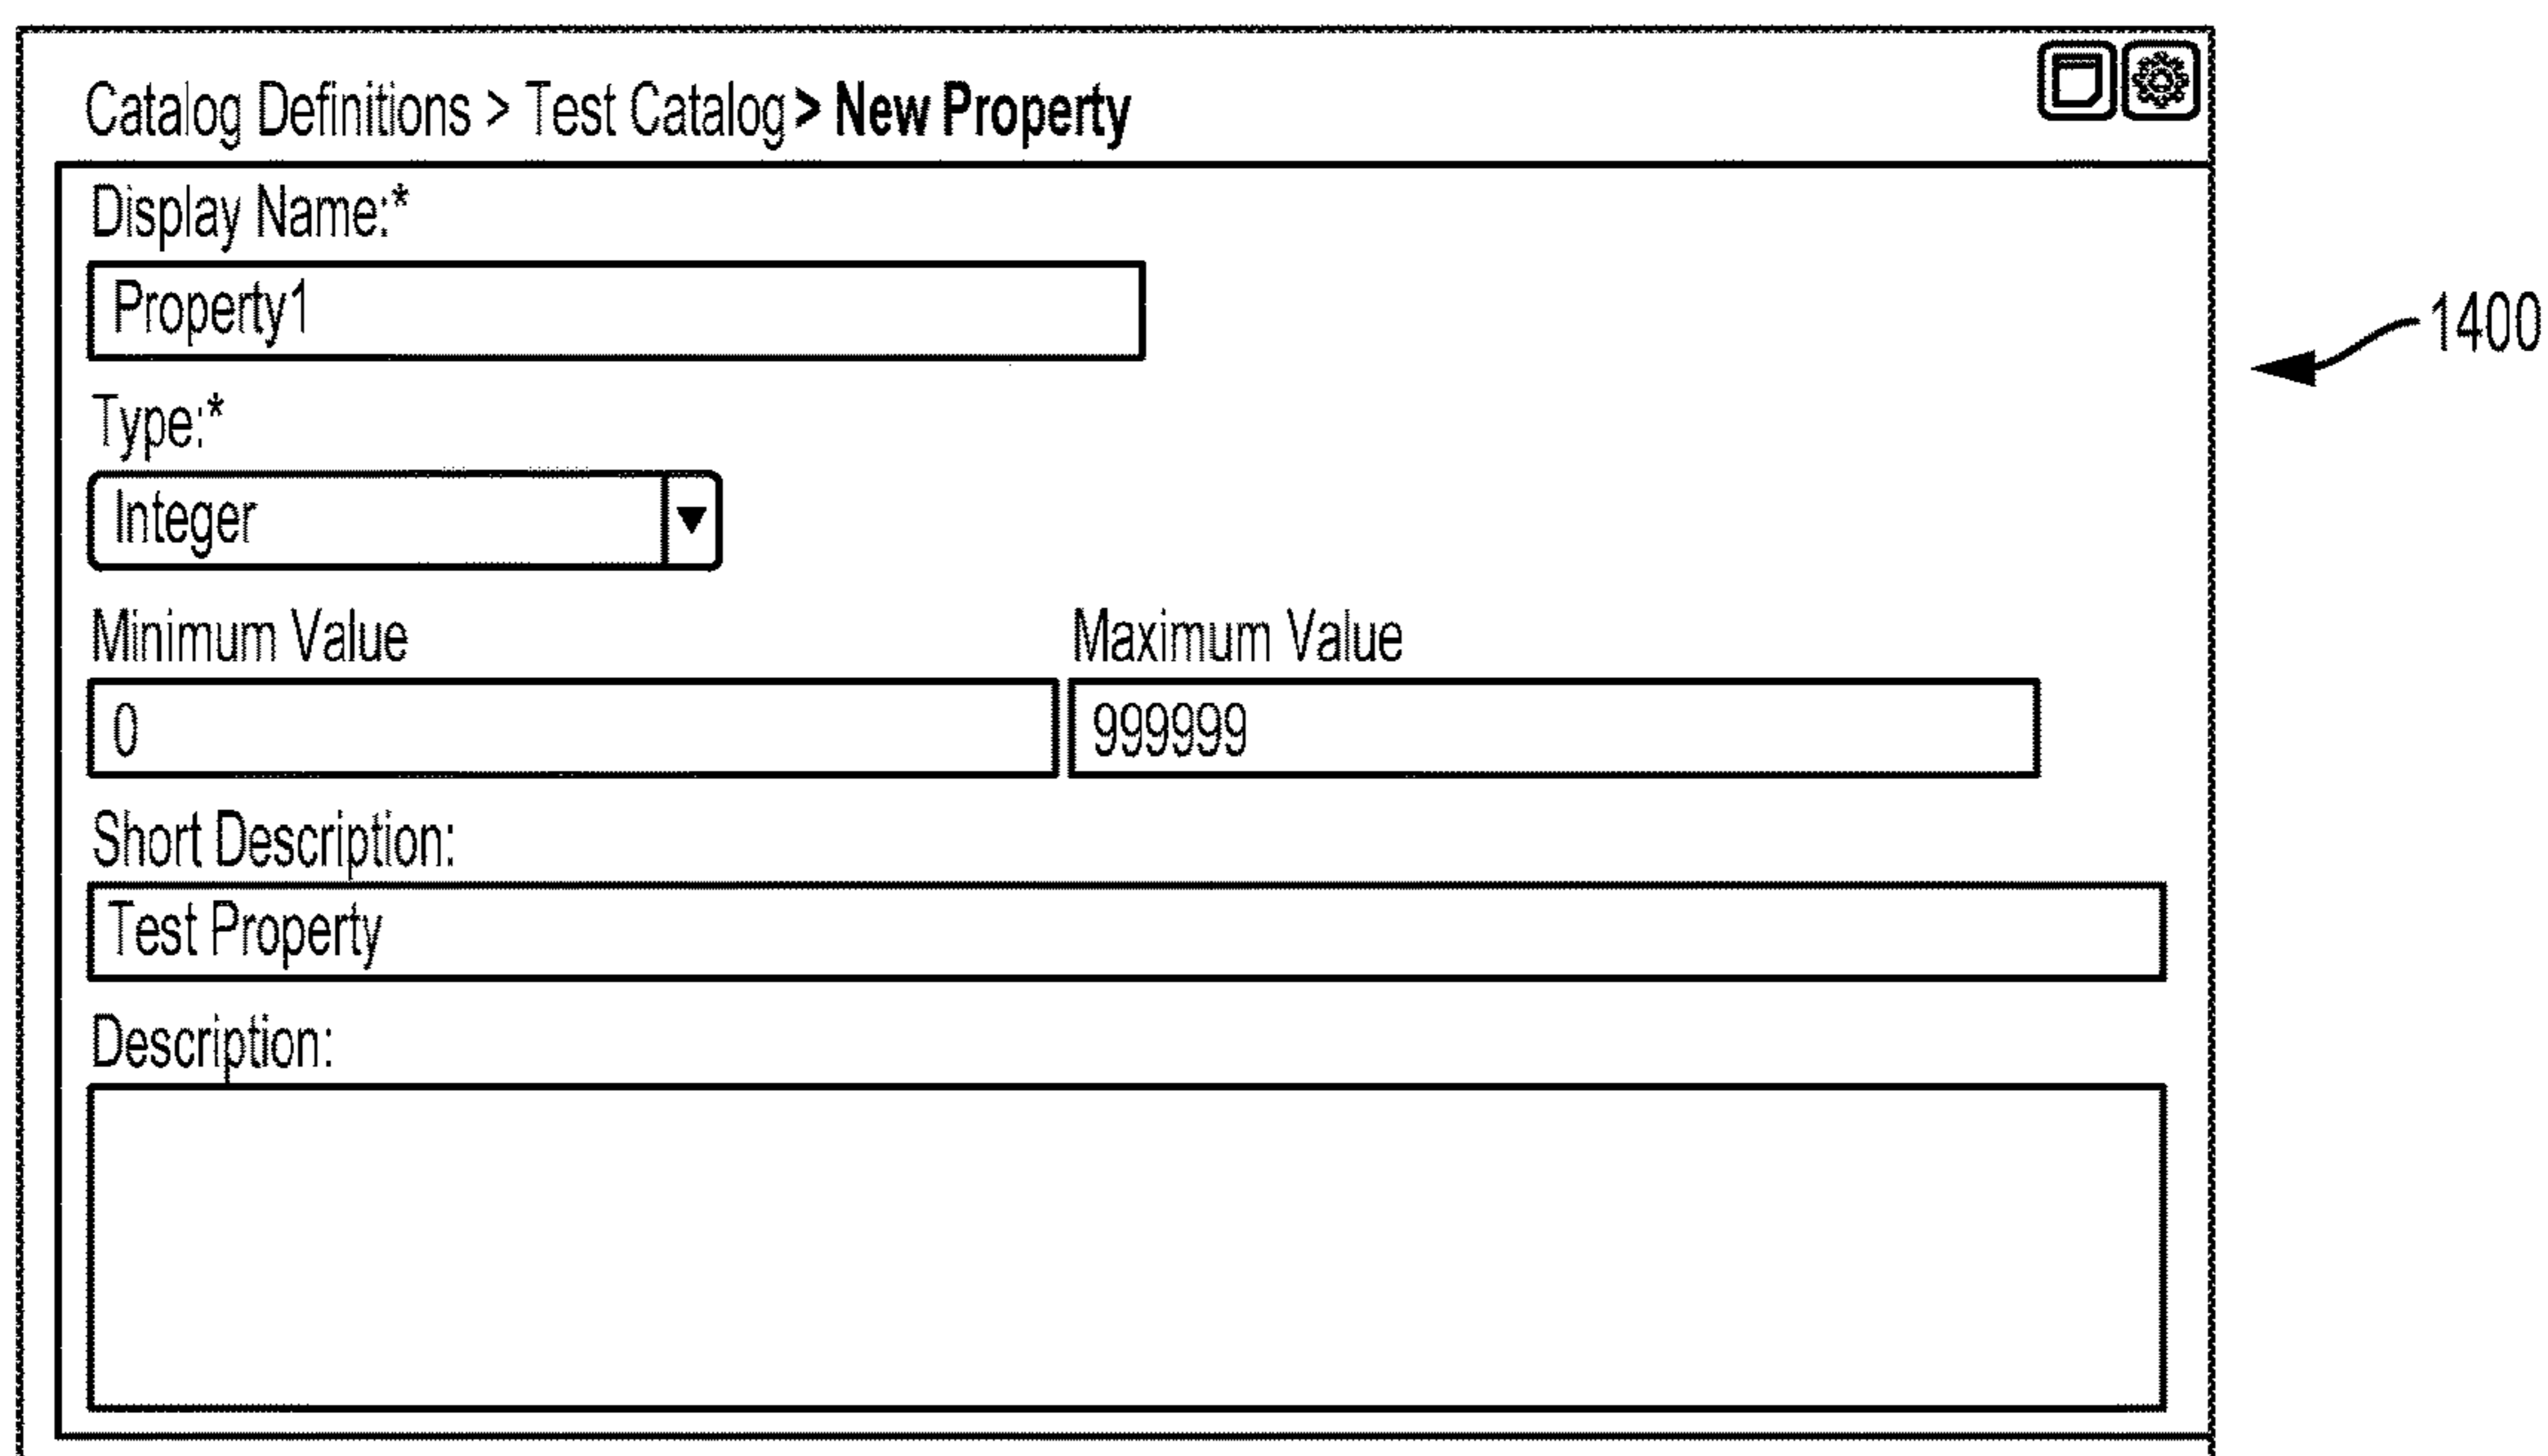 Catalog Definitions > Test Catalog > New Property
Display Name:*
Property1
1400
Type:*
Integer
Minimum Value Maximum Value
0 999999
Short Description:
Test Property
Description: